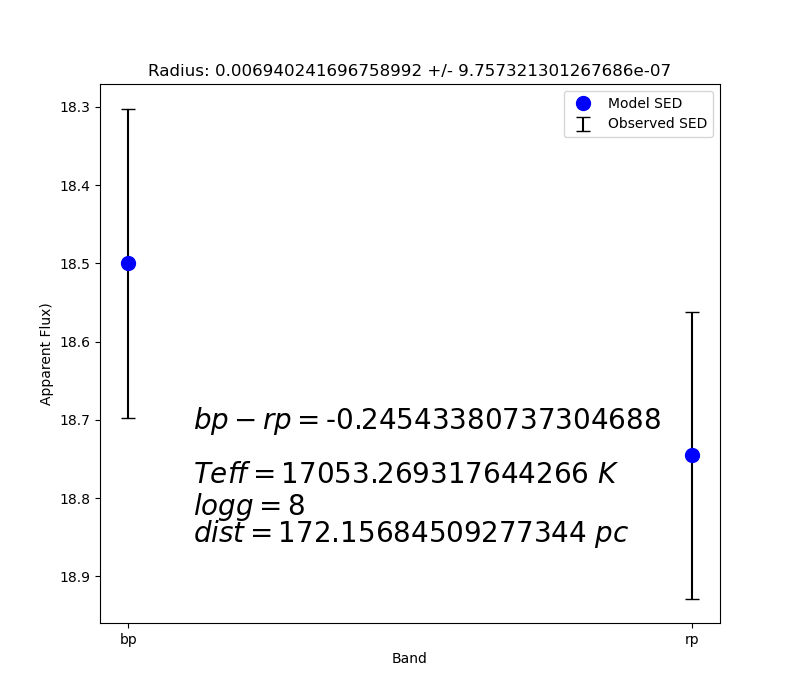 Radius: 0.006940241696758992 +/- 9.757321301267686e-07
Model SED
Observed SED
18.3
18.4
18.5
18.6
18.7
18.8
18.9
Apparent Flux)
bp − rp = -0.24543380737304688
Teff = 17053.269317644266 K
logg = 8
dist = 172.15684509277344 pc
bp
rp
Band